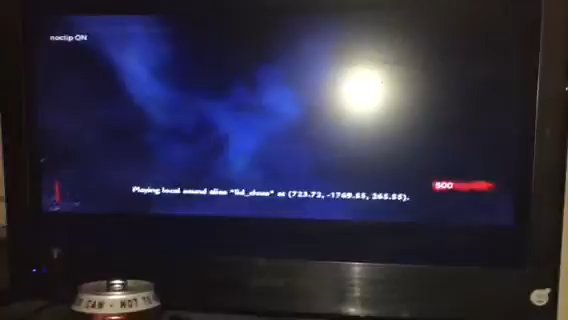 noclip ON
500
Playing local sound alias "lid_close" at (723.72, -1769.55, 265.55).
CAN - NOT TO